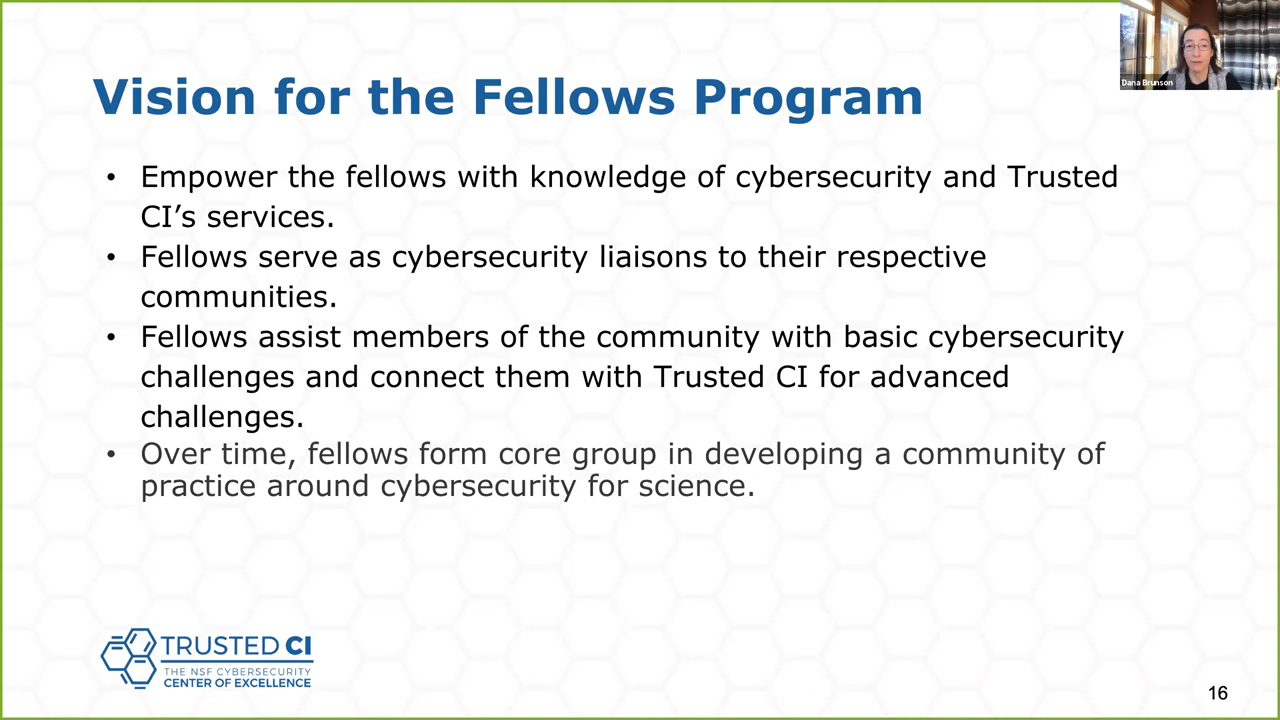 Dana Brunson
Vision for the Fellows Program
• Empower the fellows with knowledge of cybersecurity and Trusted
CI’s services.
• Fellows serve as cybersecurity liaisons to their respective
communities.
• Fellows assist members of the community with basic cybersecurity
challenges and connect them with Trusted CI for advanced
challenges.
• Over time, fellows form core group in developing a community of
practice around cybersecurity for science.
TRUSTED CI
THE NSF CYBERSECURITY
CENTER OF EXCELLENCE
16